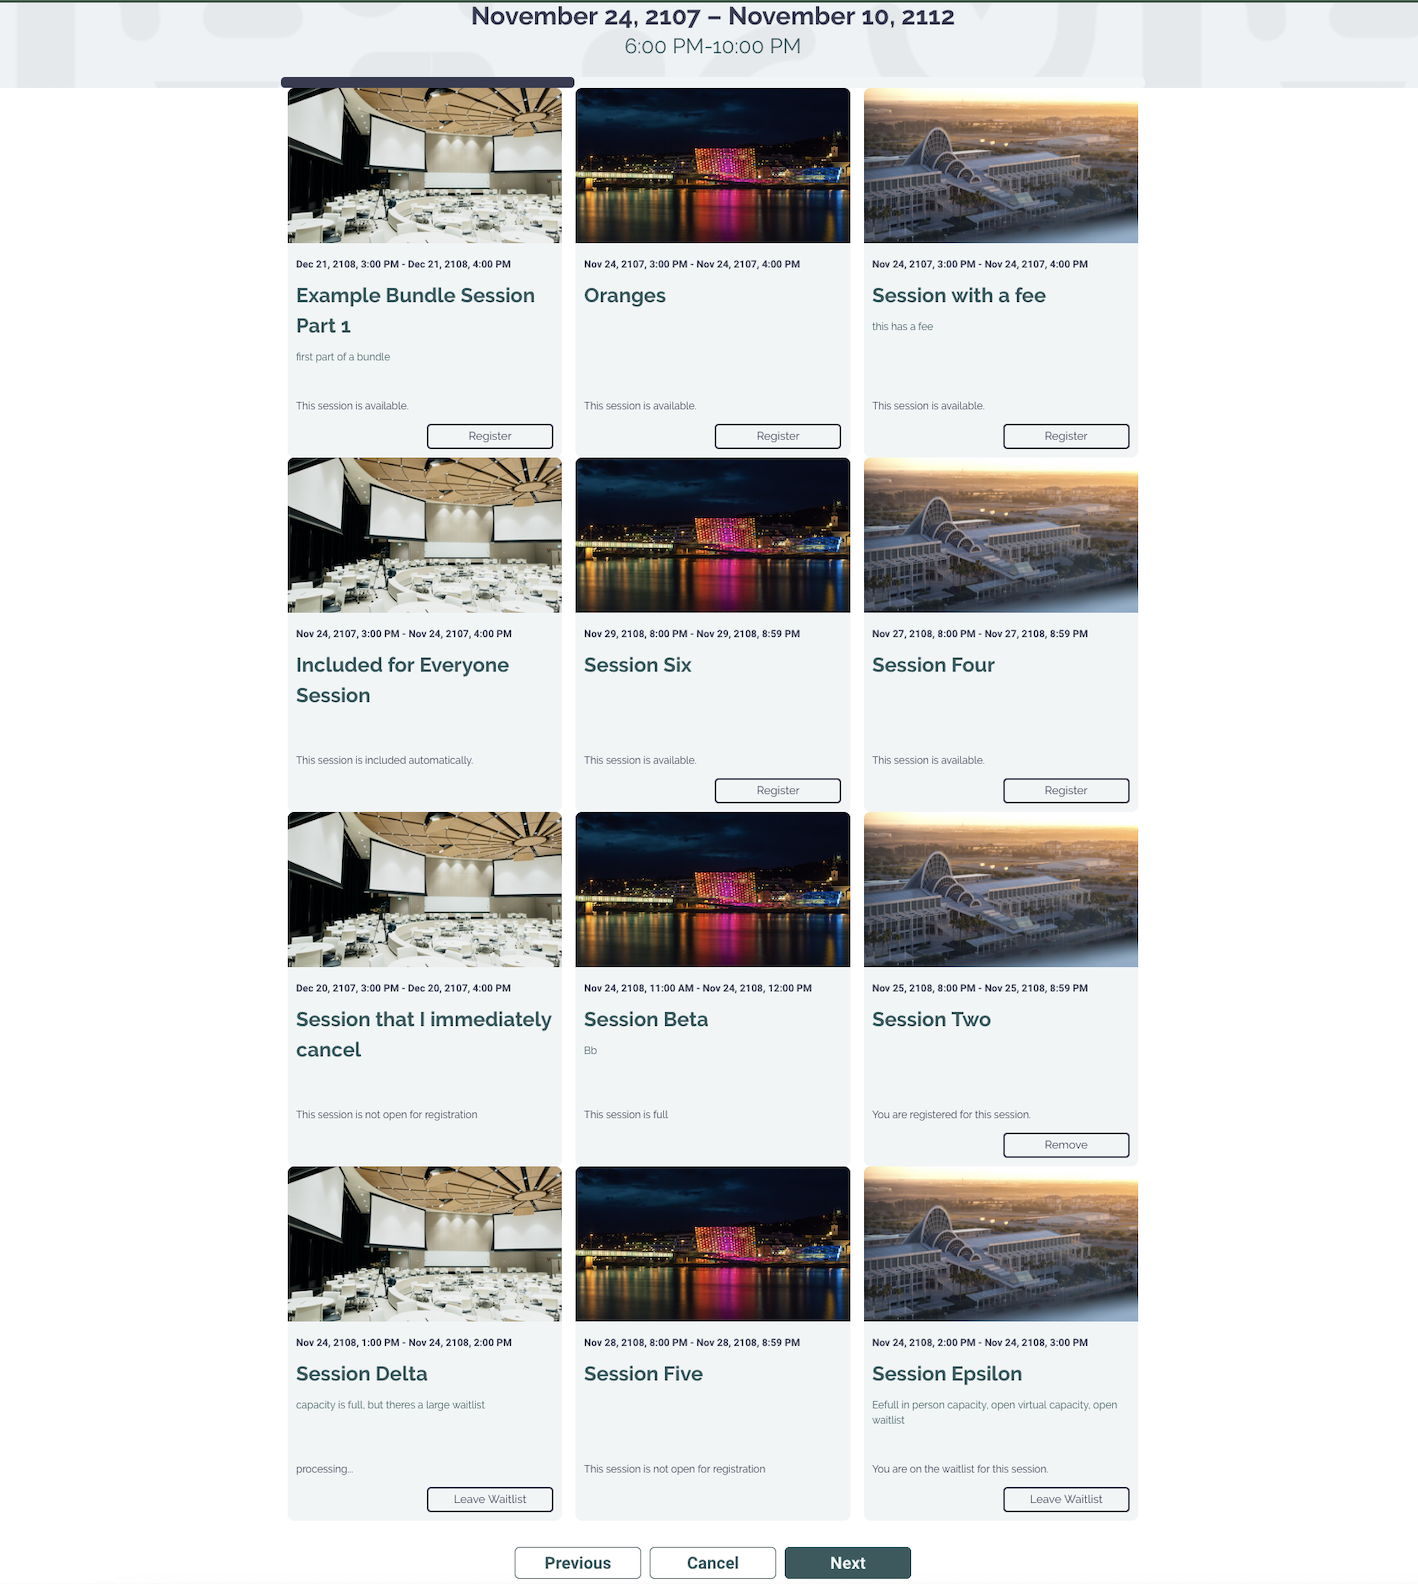 November 24, 2107 – November 10, 2112
6:00 PM-10:00 PM
Dec 21, 2108, 3:00 PM - Dec 21, 2108, 4:00 PM
Example Bundle Session
Part 1
first part of a bundle
This session is available.
Register
Nov 24, 2107, 3:00 PM - Nov 24, 2107, 4:00 PM
Oranges
This session is available.
Register
Nov 24, 2107, 3:00 PM - Nov 24, 2107, 4:00 PM
Session with a fee
this has a fee
This session is available.
Register
Nov 24, 2107, 3:00 PM - Nov 24, 2107, 4:00 PM
Included for Everyone
Session
This session is included automatically.
Nov 29, 2108, 8:00 PM - Nov 29, 2108, 8:59 PM
Session Six
This session is available.
Register
Nov 27, 2108, 8:00 PM - Nov 27, 2108, 8:59 PM
Session Four
This session is available.
Register
Dec 20, 2107, 3:00 PM - Dec 20, 2107, 4:00 PM
Session that I immediately
cancel
This session is not open for registration
Nov 24, 2108, 11:00 AM - Nov 24, 2108, 12:00 PM
Session Beta
Bb
This session is full
Nov 25, 2108, 8:00 PM - Nov 25, 2108, 8:59 PM
Session Two
You are registered for this session.
Remove
Nov 24, 2108, 1:00 PM - Nov 24, 2108, 2:00 PM
Session Delta
capacity is full, but theres a large waitlist
processing...
Leave Waitlist
Nov 28, 2108, 8:00 PM - Nov 28, 2108, 8:59 PM
Session Five
This session is not open for registration
Nov 24, 2108, 2:00 PM - Nov 24, 2108, 3:00 PM
Session Epsilon
Eefull in person capacity, open virtual capacity, open
waitlist
You are on the waitlist for this session.
Leave Waitlist
Previous
Cancel
Next